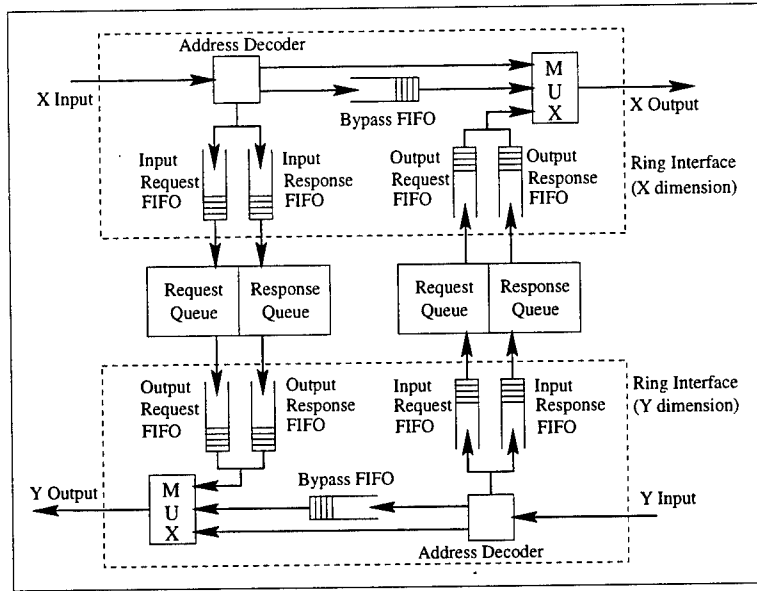 Address Decoder
X Input
M
U
X
X Output
Bypass FIFO
Input
Request
FIFO
Input
Response
FIFO
Output
Request
FIFO
Output
Response
FIFO
Ring Interface
(X dimension)
Request
Queue
Response
Queue
Request
Queue
Response
Queue
Output
Request
FIFO
Output
Response
FIFO
Input
Request
FIFO
Input
Response
FIFO
Ring Interface
(Y dimension)
Y Output
M
U
X
Bypass FIFO
Y Input
Address Decoder